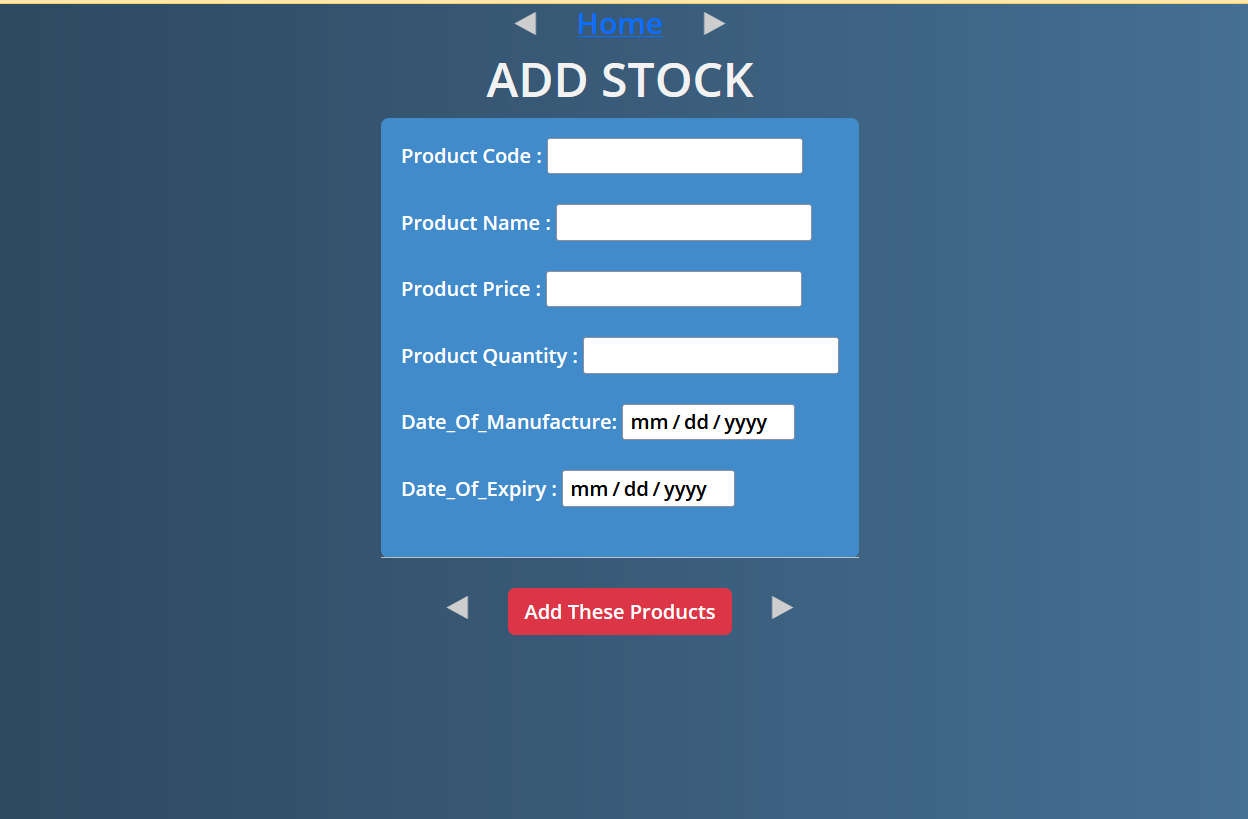 Home
ADD STOCK
Product Code :
Product Name :
Product Price :
Product Quantity :
Date_Of_Manufacture: mm / dd / yyyy
Date_Of_Expiry : mm / dd / yyyy
Add These Products